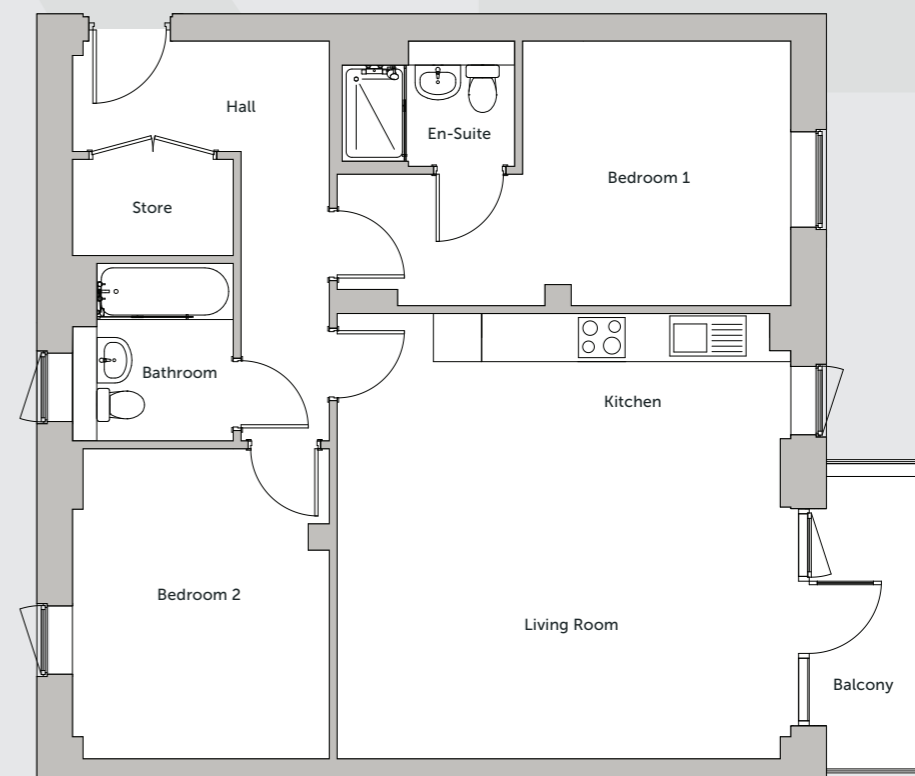 Hall
En-Suite
Bedroom 1
Store
Bathroom
Kitchen
Bedroom 2
Living Room
Balcony